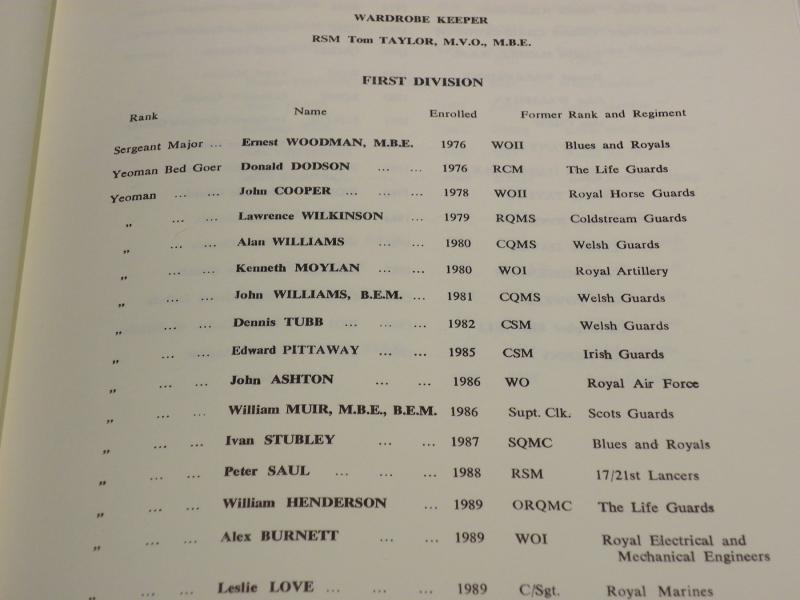 WARDROBE KEEPER
RSM Tom TAYLOR, M.V.O., M.B.E.
FIRST DIVISION
Rank Name Enrolled Former Rank and Regiment
Sergeant Major ... Ernest WOODMAN, M.B.E. 1976 WOII Blues and Royals
Yeoman Bed Goer Donald DODSON ... ... 1976 RCM The Life Guards
Yeoman ... ... John COOPER ... ... ... 1978 WOII Royal Horse Guards
„ ... ... Lawrence WILKINSON ... ... 1979 RQMS Coldstream Guards
„ ... ... Alan WILLIAMS ... ... 1980 CQMS Welsh Guards
„ ... ... Kenneth MOYLAN ... ... 1980 WOI Royal Artillery
„ ... ... John WILLIAMS, B.E.M. ... 1981 CQMS Welsh Guards
„ ... ... Dennis TUBB ... ... ... 1982 CSM Welsh Guards
„ ... ... Edward PITTAWAY ... ... 1985 CSM Irish Guards
„ ... ... John ASHTON ... ... 1986 WO Royal Air Force
„ ... ... William MUIR, M.B.E., B.E.M. 1986 Supt. Clk. Scots Guards
„ ... ... Ivan STUBLEY ... ... 1987 SQMC Blues and Royals
„ ... ... Peter SAUL ... ... ... 1988 RSM 17/21st Lancers
„ ... ... William HENDERSON ... 1989 ORQMC The Life Guards
„ ... ... Alex BURNETT ... ... 1989 WOI Royal Electrical and
Mechanical Engineers
„ ... ... Leslie LOVE ... ... ... 1989 C/Sgt. Royal Marines